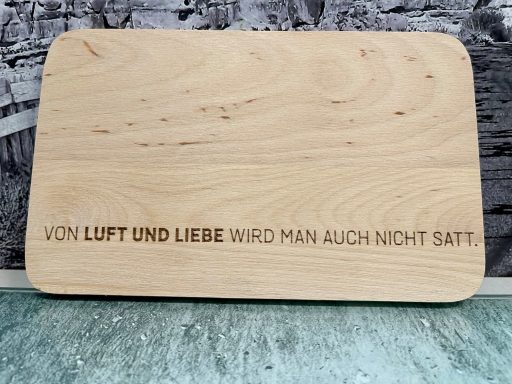 VON LUFT UND LIEBE WIRD MAN AUCH NICHT SATT.